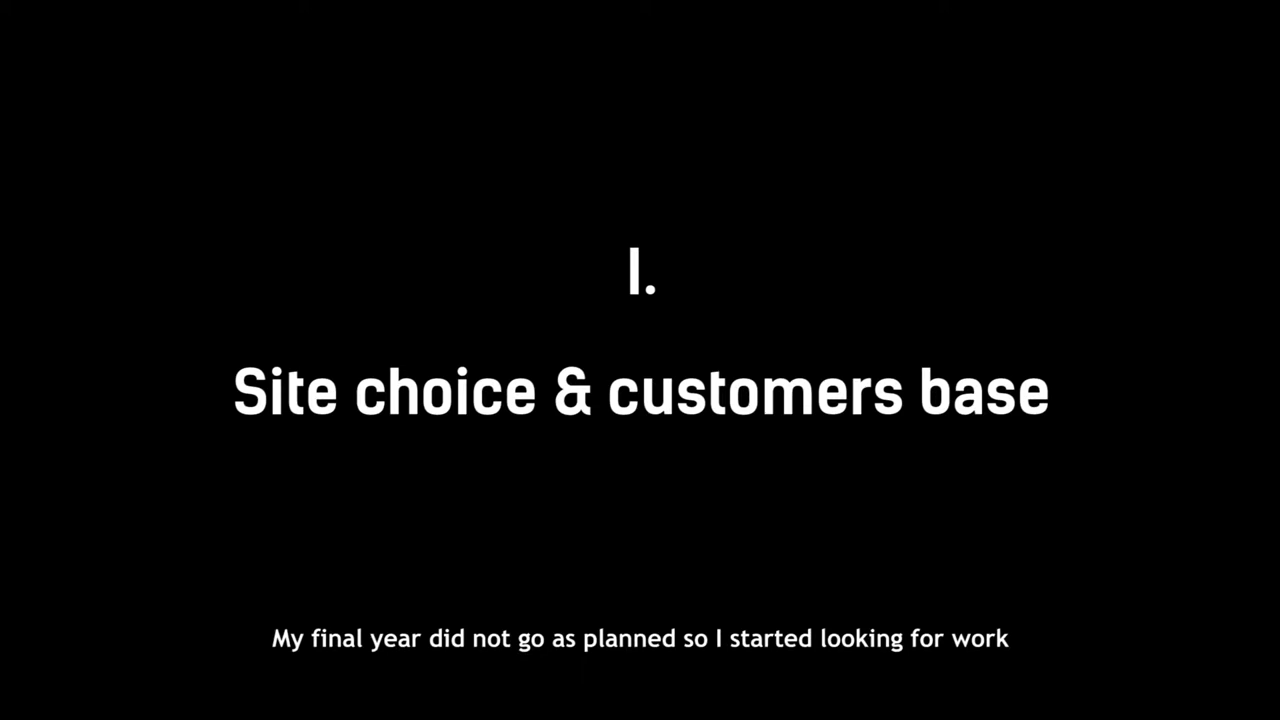 I.
Site choice & customers base
My final year did not go as planned so I started looking for work